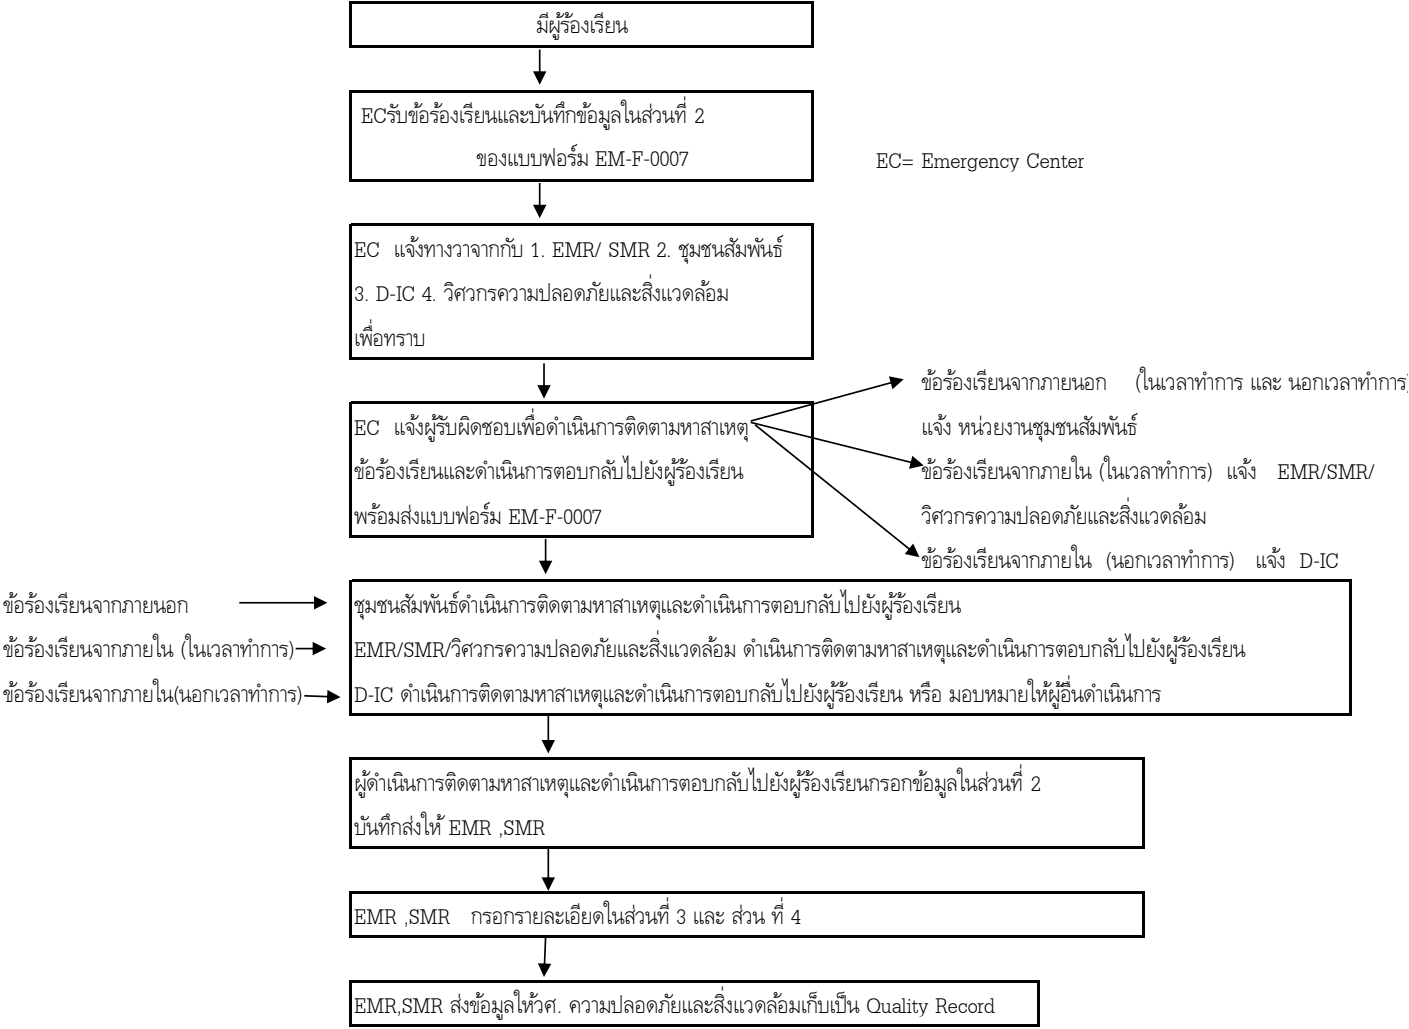 มีผู้ร้องเรียน
ECรับข้อร้องเรียนและบันทึกข้อมูลในส่วนที่ 2
ของแบบฟอร์ม EM-F-0007
EC= Emergency Center
EC แจ้งทางวาจากกับ 1. EMR/ SMR 2. ชุมชนสัมพันธ์
3. D-IC 4. วิศวกรความปลอดภัยและสิ่งแวดล้อม
เพื่อทราบ
ข้อร้องเรียนจากภายนอก (ในเวลาทำการ และ นอกเวลาทำการ)
แจ้ง หน่วยงานชุมชนสัมพันธ์
ข้อร้องเรียนจากภายใน (ในเวลาทำการ) แจ้ง EMR/SMR/
วิศวกรความปลอดภัยและสิ่งแวดล้อม
ข้อร้องเรียนจากภายใน (นอกเวลาทำการ) แจ้ง D-IC
EC แจ้งผู้รับผิดชอบเพื่อดำเนินการติดตามหาสาเหตุ
ข้อร้องเรียนและดำเนินการตอบกลับไปยังผู้ร้องเรียน
พร้อมส่งแบบฟอร์ม EM-F-0007
ข้อร้องเรียนจากภายนอก
ข้อร้องเรียนจากภายใน (ในเวลาทำการ)
ข้อร้องเรียนจากภายใน(นอกเวลาทำการ)
ชุมชนสัมพันธ์ดำเนินการติดตามหาสาเหตุและดำเนินการตอบกลับไปยังผู้ร้องเรียน
EMR/SMR/วิศวกรความปลอดภัยและสิ่งแวดล้อม ดำเนินการติดตามหาสาเหตุและดำเนินการตอบกลับไปยังผู้ร้องเรียน
D-IC ดำเนินการติดตามหาสาเหตุและดำเนินการตอบกลับไปยังผู้ร้องเรียน หรือ มอบหมายให้ผู้อื่นดำเนินการ
ผู้ดำเนินการติดตามหาสาเหตุและดำเนินการตอบกลับไปยังผู้ร้องเรียนกรอกข้อมูลในส่วนที่ 2
บันทึกส่งให้ EMR ,SMR
EMR ,SMR กรอกรายละเอียดในส่วนที่ 3 และ ส่วน ที่ 4
EMR,SMR ส่งข้อมูลให้วศ. ความปลอดภัยและสิ่งแวดล้อมเก็บเป็น Quality Record